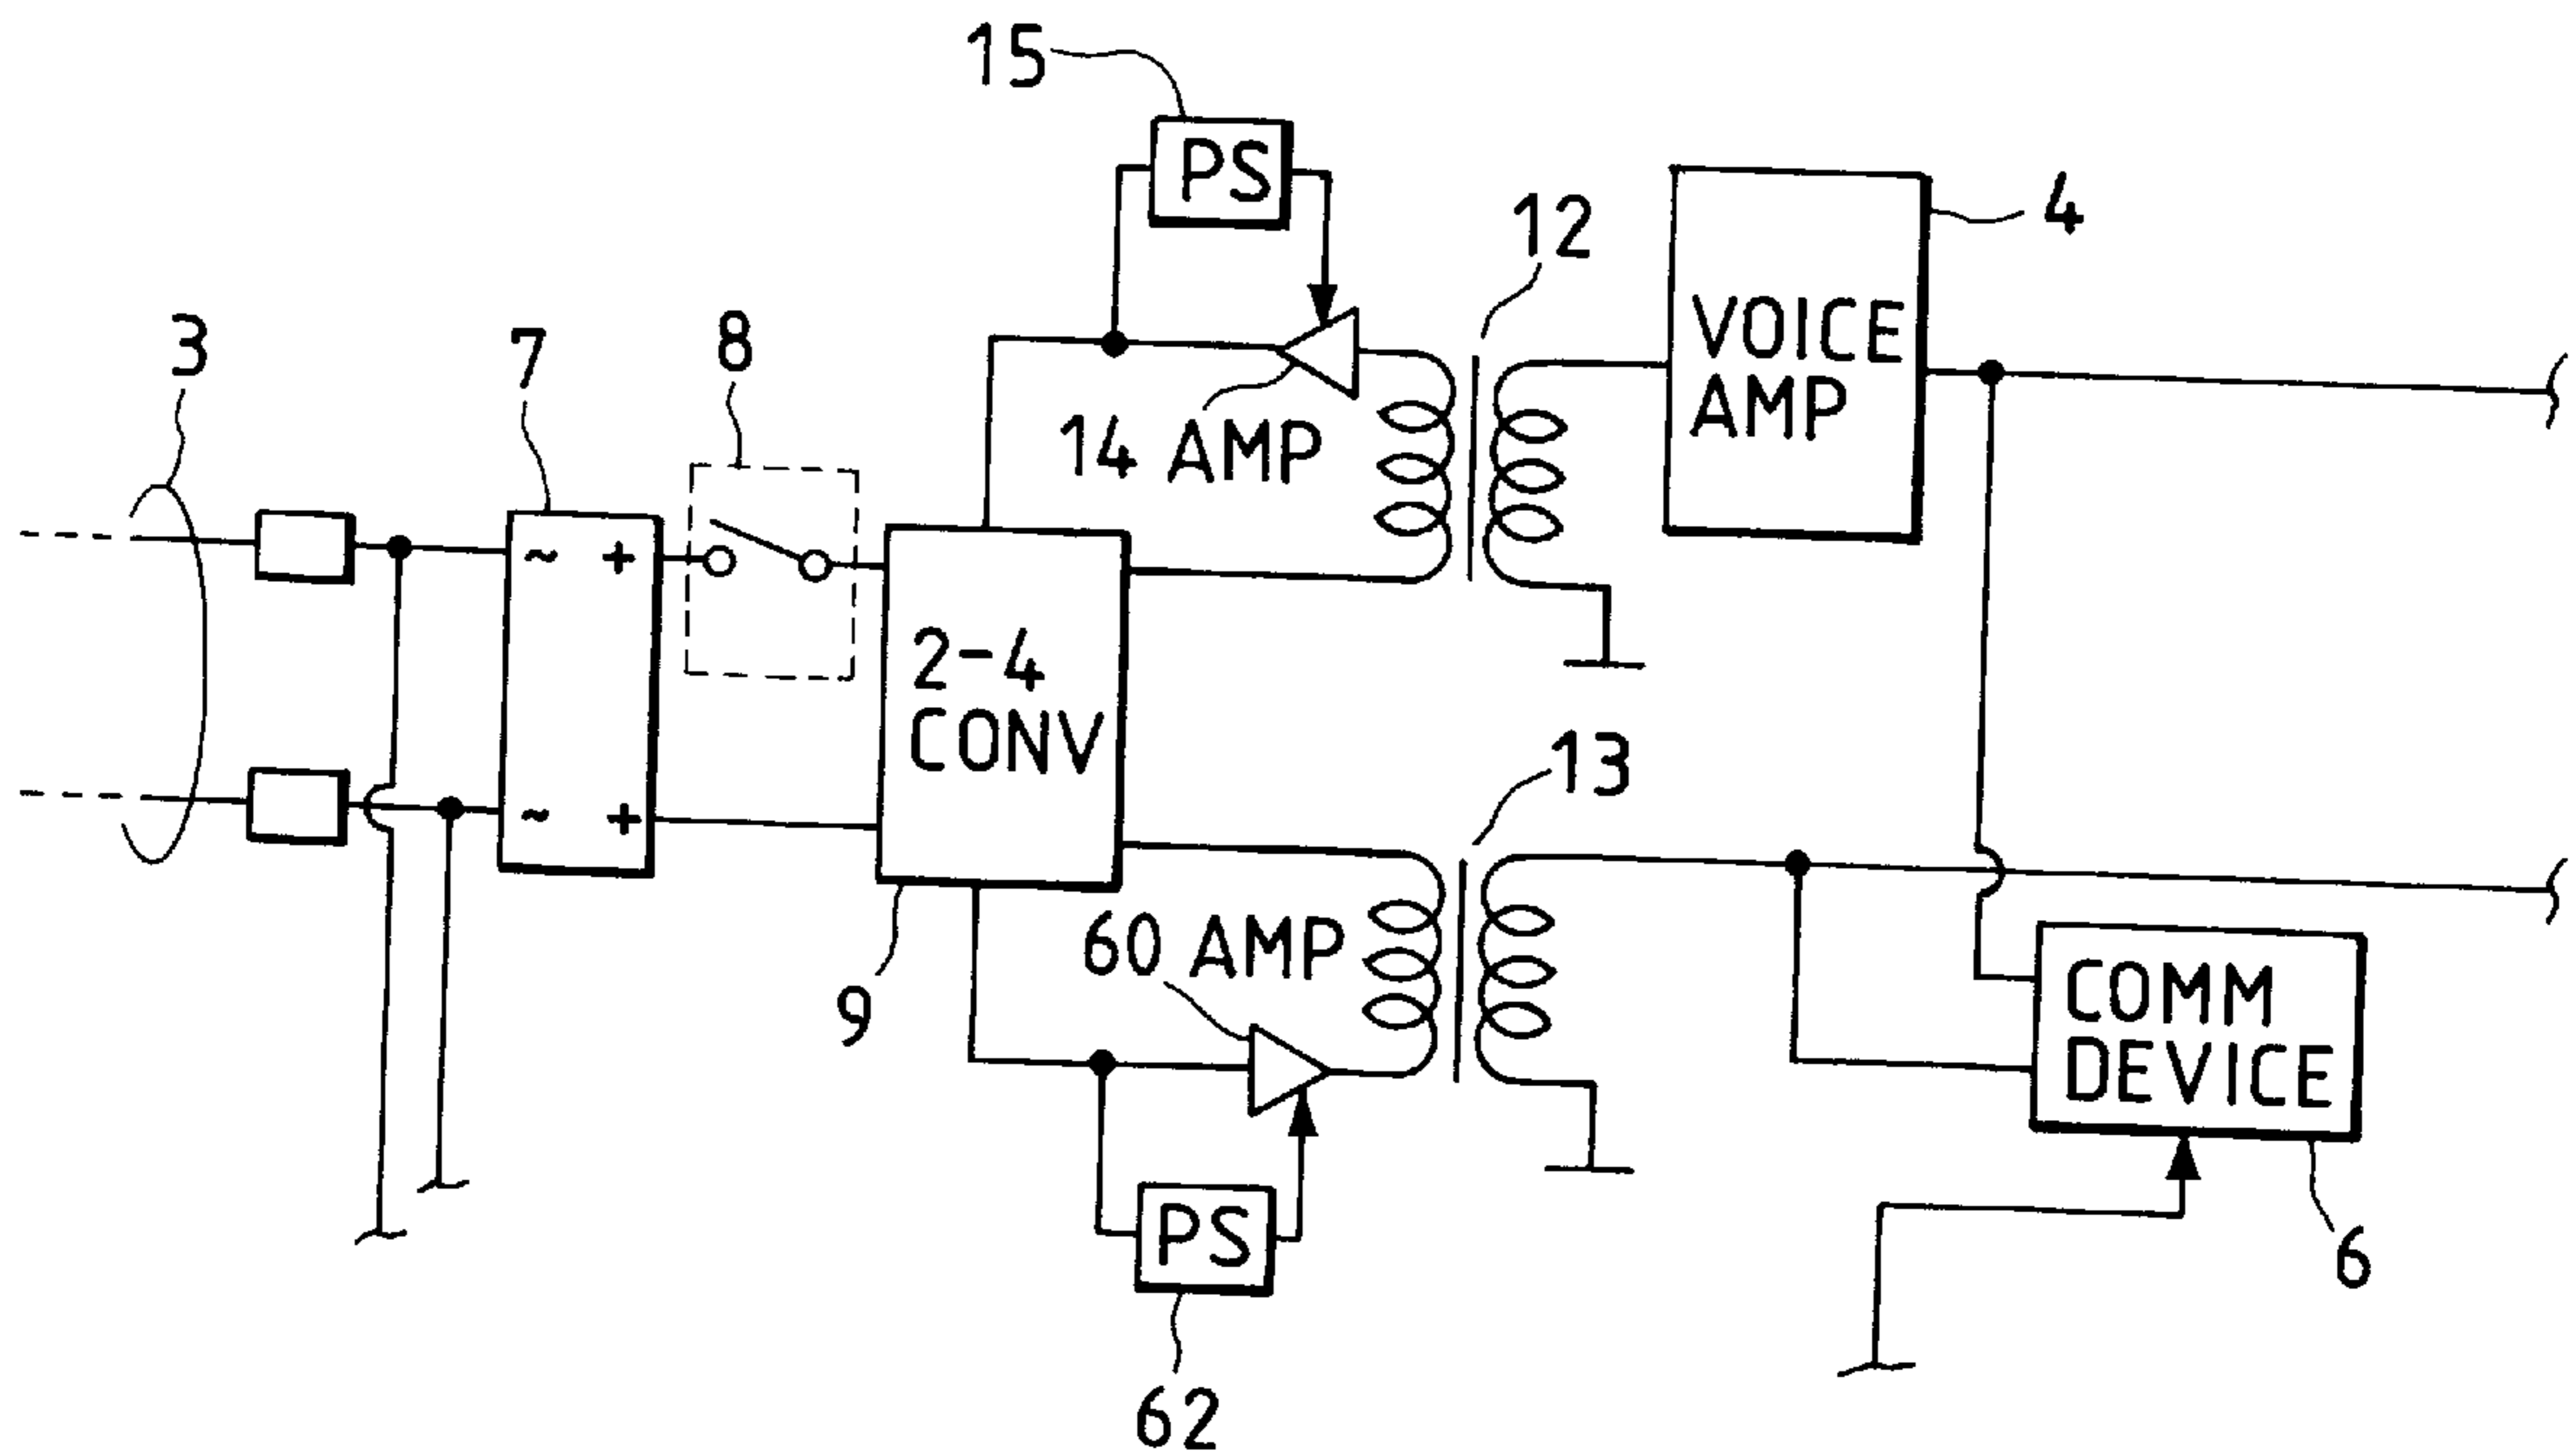 15
PS
12
4
VOICE
AMP
3
7
8
14 AMP
~ +
2-4
CONV
~ +
13
9
60 AMP
COMM
DEVICE
PS
6
62